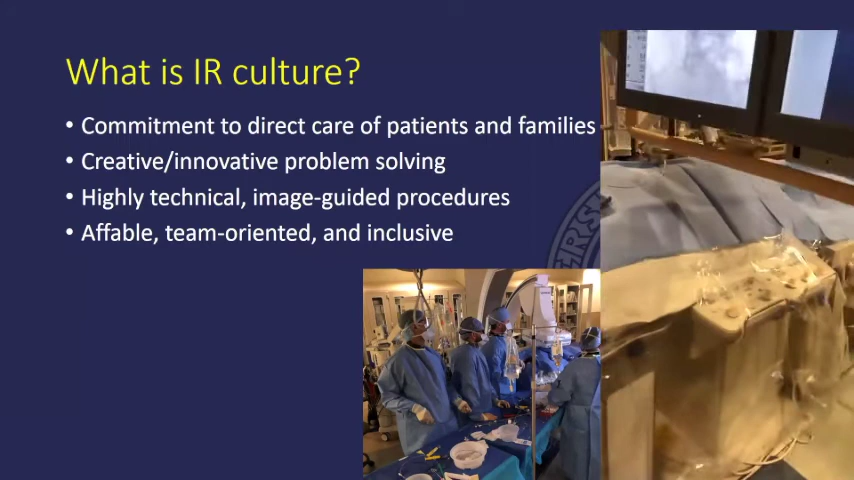 What is IR culture?
• Commitment to direct care of patients and families
• Creative/innovative problem solving
• Highly technical, image-guided procedures
• Affable, team-oriented, and inclusive